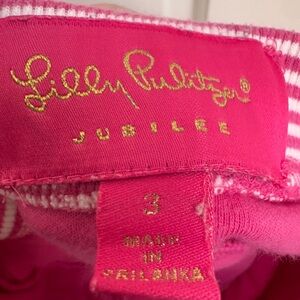 Lilly Pulitzer®
JUBILEE
3
MADE
IN
SRI LANKA